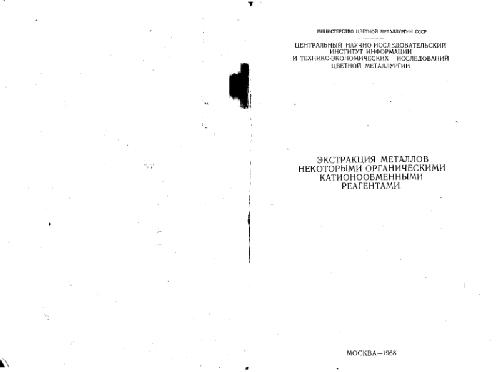 МИНИСТЕРСТВО ЦВЕТНОЙ МЕТАЛЛУРГИИ СССР
ЦЕНТРАЛЬНЫЙ НАУЧНО-ИССЛЕДОВАТЕЛЬСКИЙ
ИНСТИТУТ ИНФОРМАЦИИ
И ТЕХНИКО-ЭКОНОМИЧЕСКИХ ИССЛЕДОВАНИЙ
ЦВЕТНОЙ МЕТАЛЛУРГИИ
ЭКСТРАКЦИЯ МЕТАЛЛОВ
НЕКОТОРЫМИ ОРГАНИЧЕСКИМИ
КАТИОНООБМЕННЫМИ
РЕАГЕНТАМИ
МОСКВА—1968